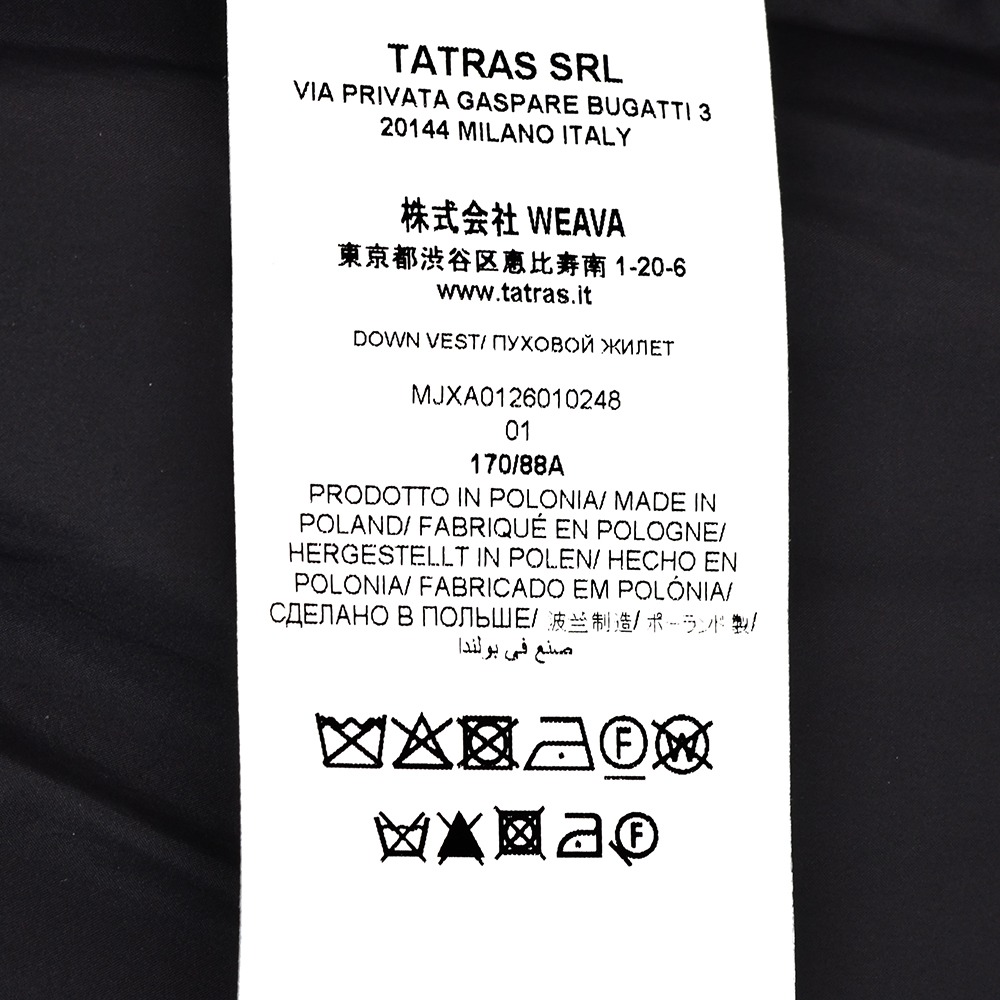 TATRAS SRL
VIA PRIVATA GASPARE BUGATTI 3
20144 MILANO ITALY
株式会社 WEAVA
東京都渋谷区恵比寿南 1-20-6
www.tatras.it
DOWN VEST/ ПУХОВОЙ ЖИЛЕТ
MJXA0126010248
01
170/88A
PRODOTTO IN POLONIA/ MADE IN
POLAND/ FABRIQUÉ EN POLOGNE/
HERGESTELLT IN POLEN/ HECHO EN
POLONIA/ FABRICADO EM POLÓNIA/
СДЕЛАНО В ПОЛЬШЕ/ 波兰制造/ ポーランド製/
صنع في بولندا
F W
F